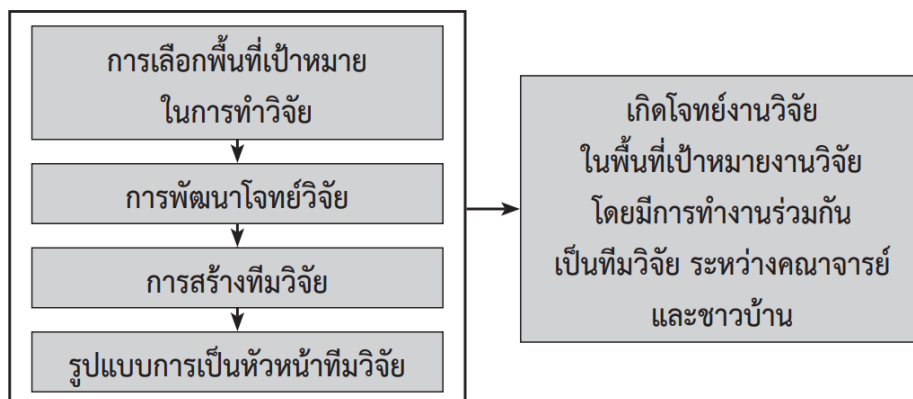 การเลือกพื้นที่เป้าหมาย
ในการทำวิจัย
การพัฒนาโจทย์วิจัย
การสร้างทีมวิจัย
รูปแบบการเป็นหัวหน้าทีมวิจัย
เกิดโจทย์งานวิจัย
ในพื้นที่เป้าหมายงานวิจัย
โดยมีการทำงานร่วมกัน
เป็นทีมวิจัย ระหว่างคณาจารย์
และชาวบ้าน